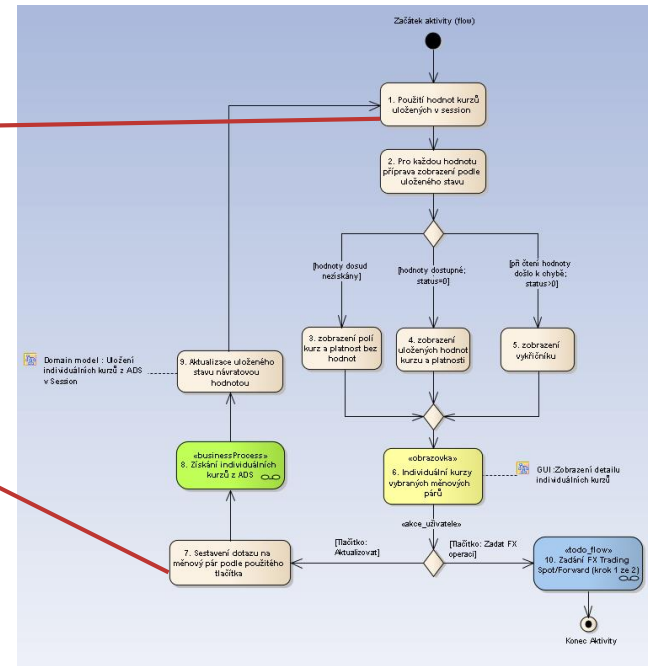 Začátek aktivity (flow)
1. Použití hodnot kurzů
uložených v session
2. Pro každou hodnotu
příprava zobrazení podle
uloženého stavu
[hodnoty dosud
nezískány]
[hodnoty dostupné;
status=0]
[při čtení hodnoty
došlo k chybě;
status>0]
3. zobrazení polí
kurz a platnost bez
hodnot
4. zobrazení
uložených hodnot
kurzu a platnosti
5. zobrazení
vykřičníku
Domain model : Uložení
individuálních kurzů z ADS
v Session
9. Aktualizace uloženého
stavu návratovou
hodnotou
«businessProcess»
8. Získání individuálních
kurzů z ADS
«obrazovka»
6. Individuální kurzy
vybraných měnových
párů
GUI :Zobrazení detailu
individuálních kurzů
«akce_uživatele»
[Tlačítko:
Aktualizovat]
[Tlačítko: Zadat FX
operaci]
7. Sestavení dotazu na
měnový pár podle použitého
tlačítka
«todo_flow»
10. Zadání FX Trading
Spot/Forward (krok 1 ze 2)
Konec Aktivity